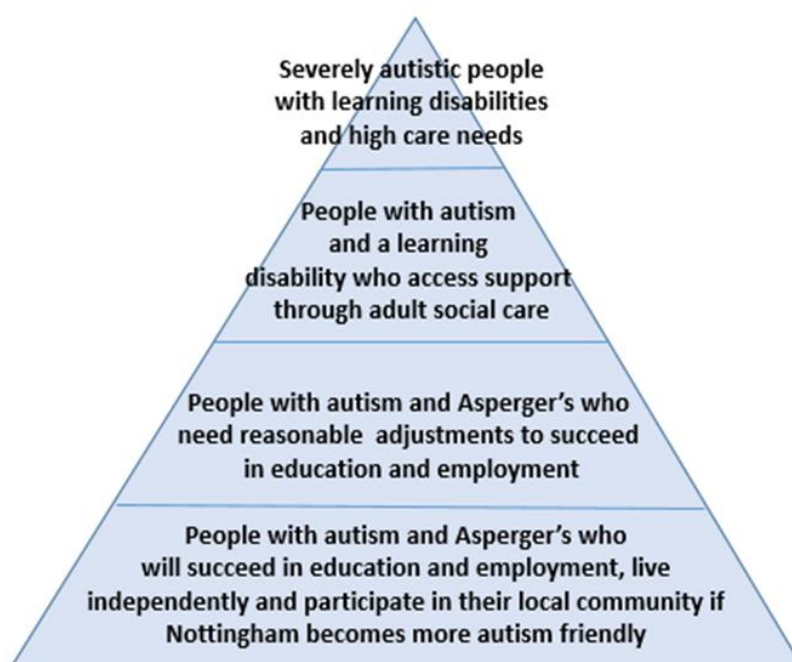 Severely autistic people
with learning disabilities
and high care needs
People with autism
and a learning
disability who access support
through adult social care
People with autism and Asperger’s who
need reasonable adjustments to succeed
in education and employment
People with autism and Asperger’s who
will succeed in education and employment, live
independently and participate in their local community if
Nottingham becomes more autism friendly